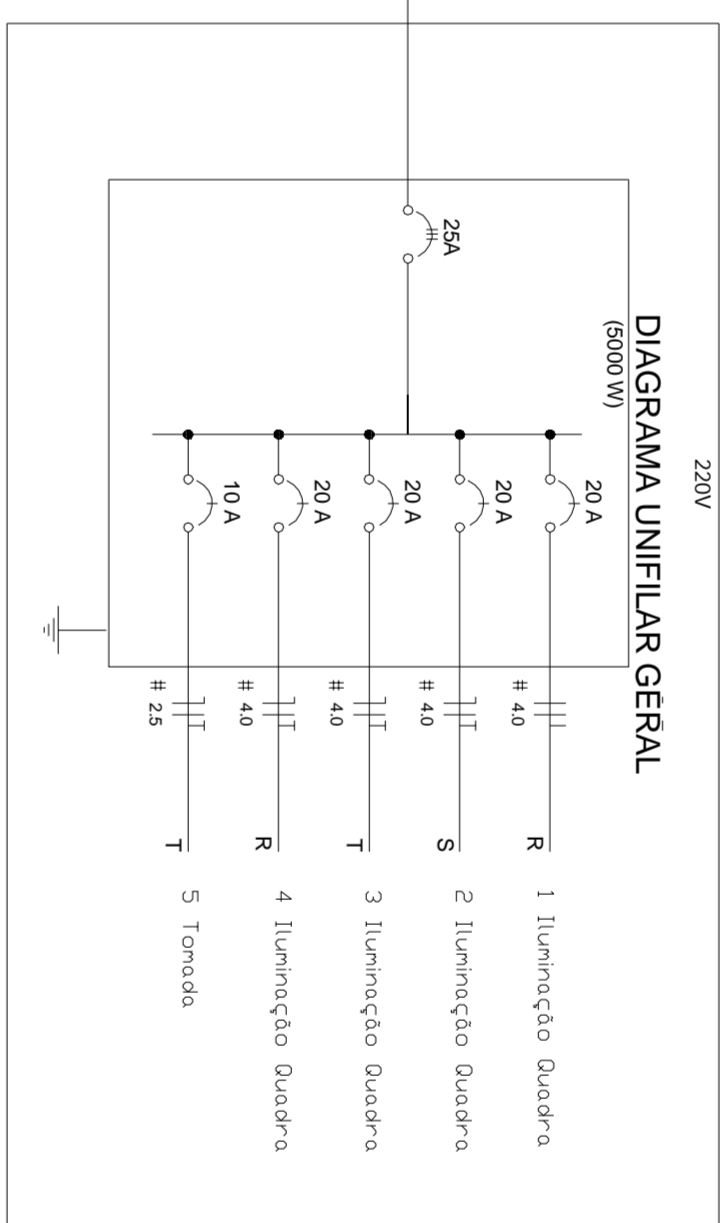 220V
DIAGRAMA UNIFILAR GERAL
(5000 W)
25A
20 A
# 4.0
R
1 Iluminação Quadra
20 A
# 4.0
S
2 Iluminação Quadra
20 A
# 4.0
T
3 Iluminação Quadra
20 A
# 4.0
R
4 Iluminação Quadra
10 A
# 2.5
T
5 Tomada